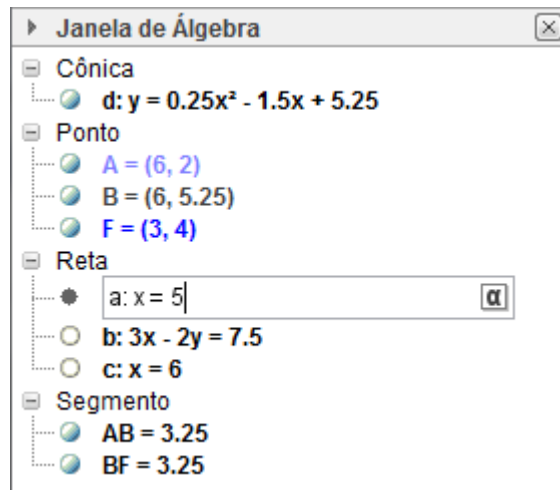 Janela de Álgebra
Cônica
d: y = 0.25x² - 1.5x + 5.25
Ponto
A = (6, 2)
B = (6, 5.25)
F = (3, 4)
Reta
a: x = 5 α
b: 3x - 2y = 7.5
c: x = 6
Segmento
AB = 3.25
BF = 3.25